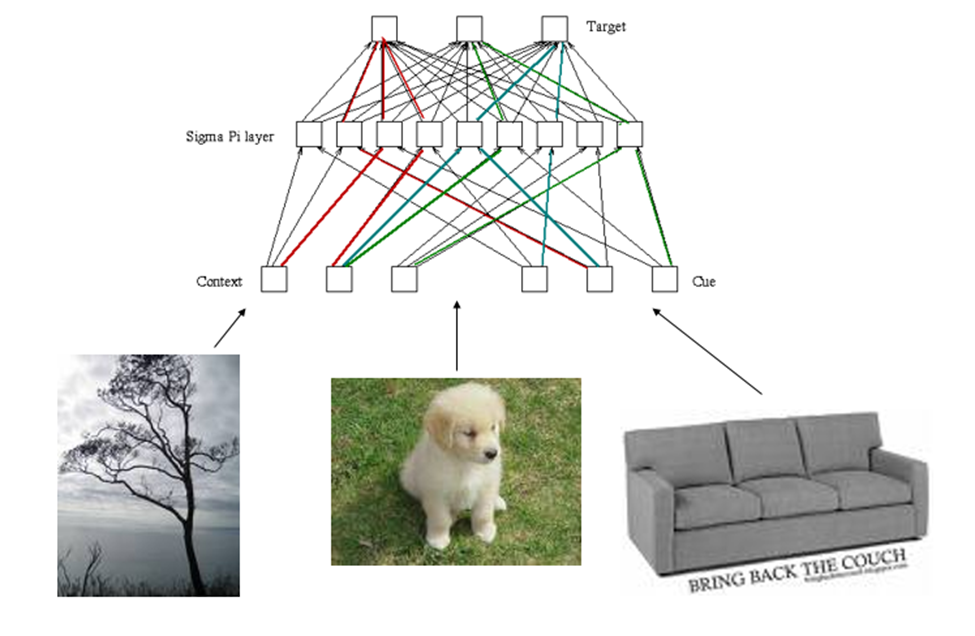 Target
Sigma Pi layer
Context
Cue
BRING BACK THE COUCH